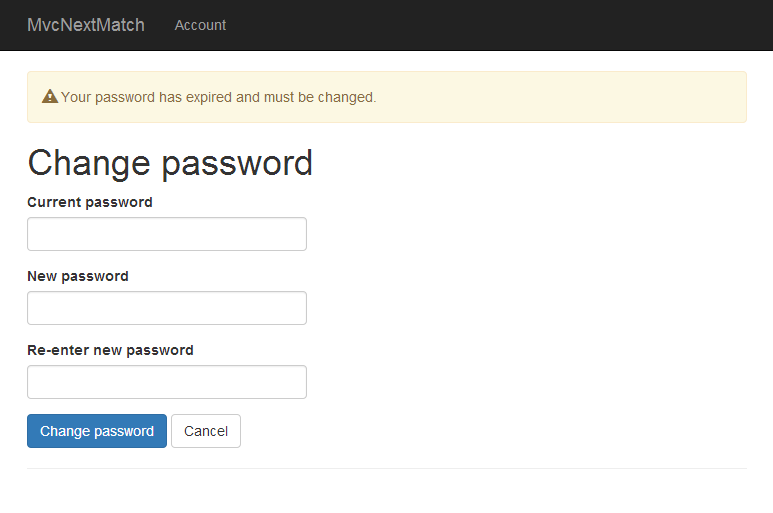 MvcNextMatch Account
Your password has expired and must be changed.
Change password
Current password
New password
Re-enter new password
Change password Cancel